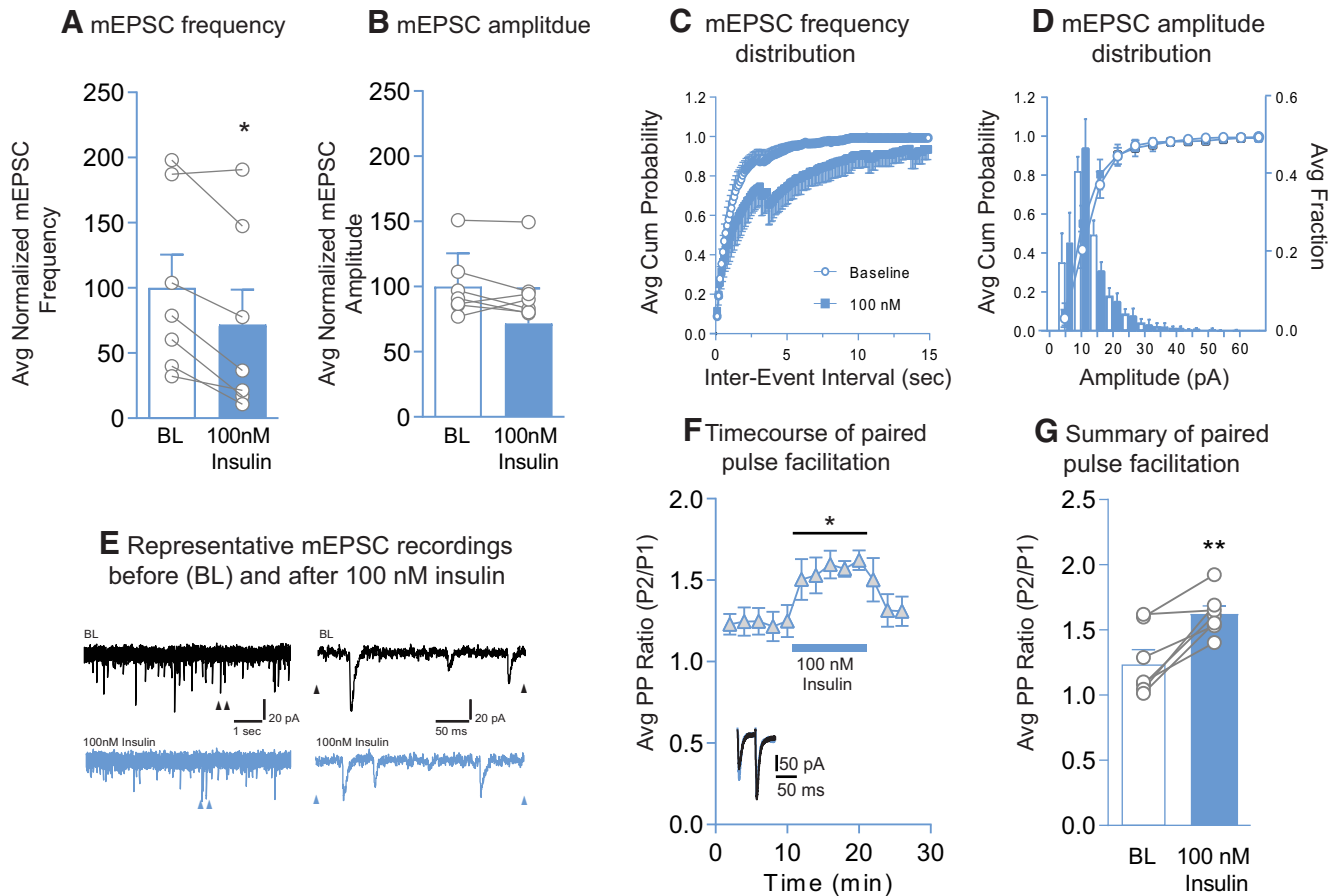 A mEPSC frequency
Avg Normalized mEPSC
Frequency
250
200
150
100
50
0
*
BL
100nM
Insulin
B mEPSC amplitdue
Avg Normalized mEPSC
Amplitude
250
200
150
100
50
0
BL
100nM
Insulin
C mEPSC frequency
distribution
Avg Cum Probability
1.2
1.0
0.8
0.6
0.4
0.2
0.0
Baseline
100 nM
0
5
10
15
Inter-Event Interval (sec)
D mEPSC amplitude
distribution
Avg Cum Probability
1.2
1.0
0.8
0.6
0.4
0.2
0.0
0.6
0.4
0.2
0.0
Avg Fraction
0 10 20 30 40 50 60
Amplitude (pA)
E Representative mEPSC recordings
before (BL) and after 100 nM insulin
BL
1 sec
20 pA
BL
50 ms
20 pA
100nM Insulin
100nM Insulin
F Timecourse of paired
pulse facilitation
Avg PP Ratio (P2/P1)
2.0
1.5
1.0
0.5
0.0
*
100 nM
Insulin
50 pA
50 ms
0 10 20 30
Time (min)
G Summary of paired
pulse facilitation
Avg PP Ratio (P2/P1)
2.5
2.0
1.5
1.0
0.5
0.0
**
BL
100 nM
Insulin